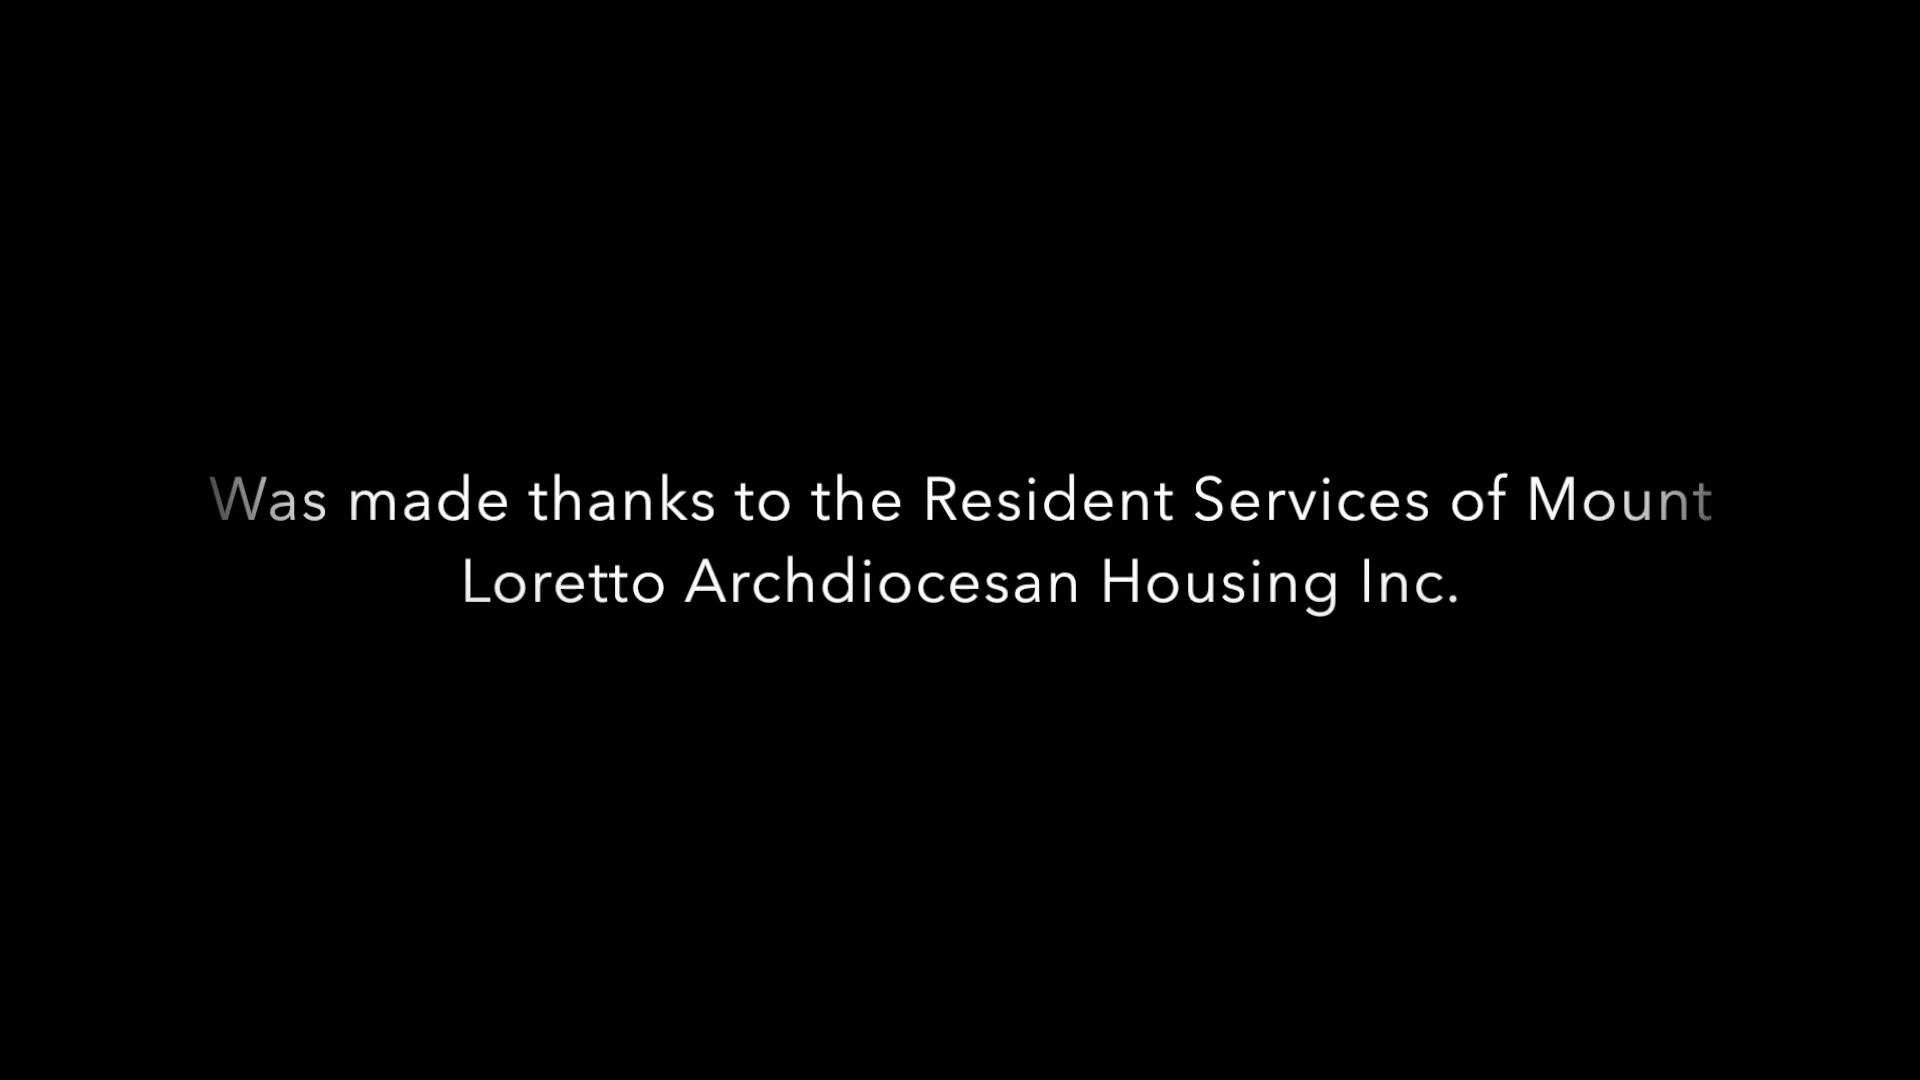 Was made thanks to the Resident Services of Mount
Loretto Archdiocesan Housing Inc.